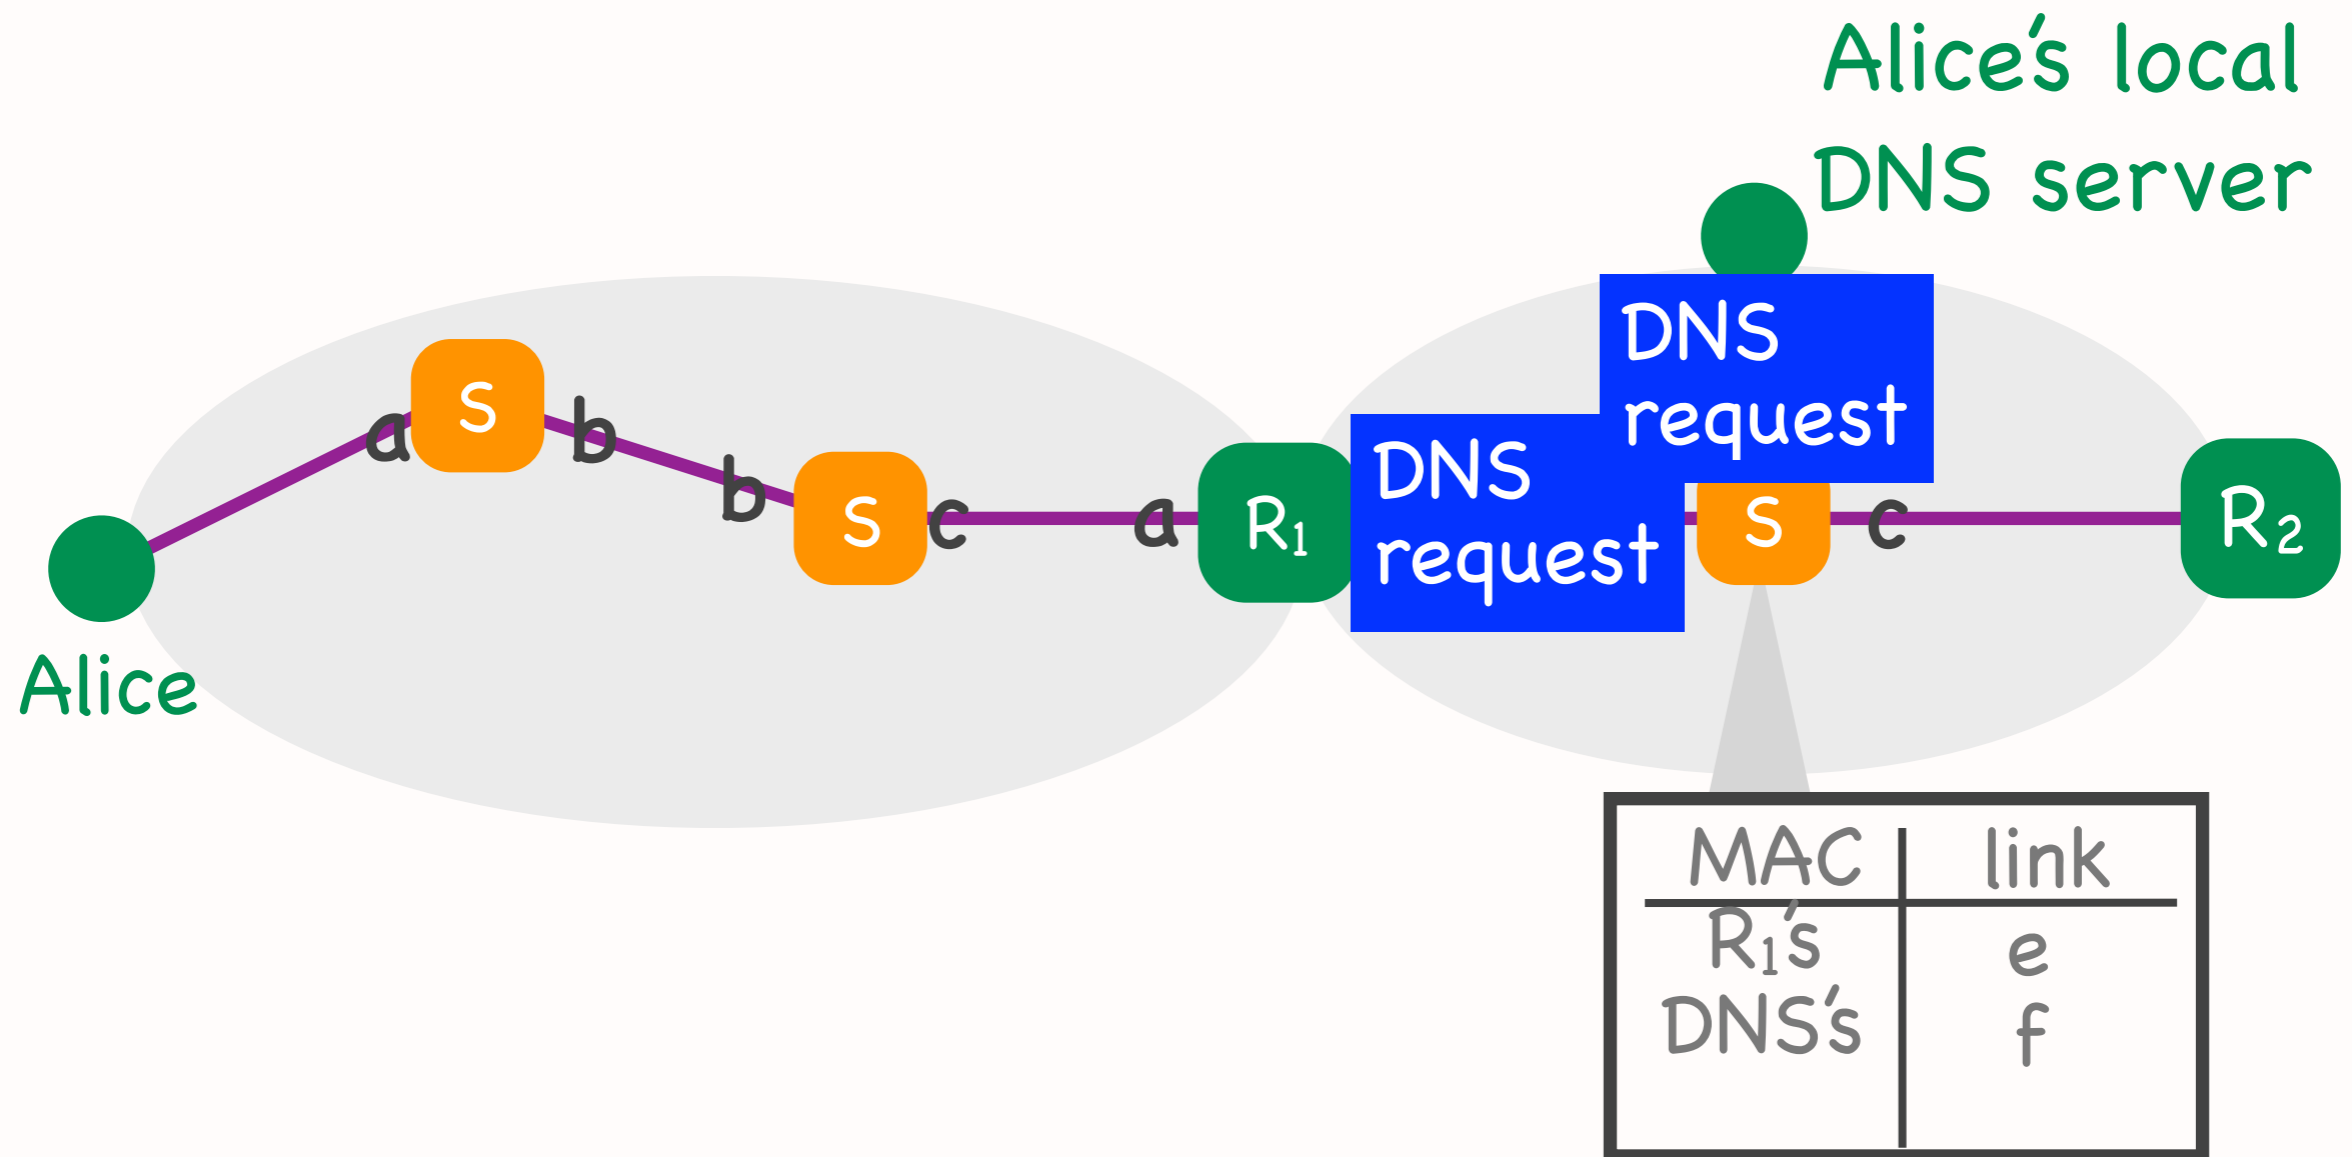 Alice's local
DNS server
DNS
request
S
a
b
b
S
c
a
R₁
DNS
request
S
c
R₂
Alice
MAC link
R₁'s e
DNS's f